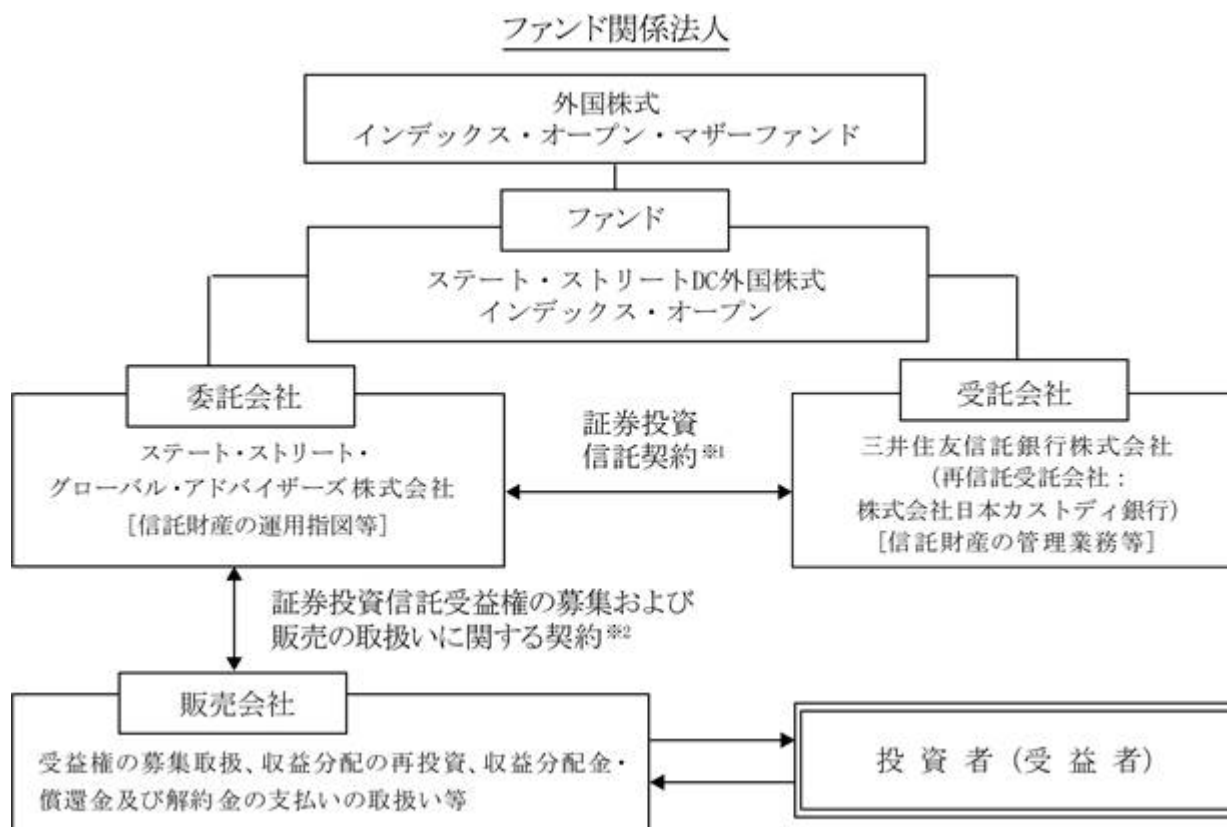 ファンド関係法人
外国株式
インデックス・オープン・マザーファンド
ファンド
ステート・ストリートDC外国株式
インデックス・オープン
委託会社
ステート・ストリート・
グローバル・アドバイザーズ株式会社
[信託財産の運用指図等]
証券投資
信託契約※1
受託会社
三井住友信託銀行株式会社
(再信託受託会社:
株式会社日本カストディ銀行)
[信託財産の管理業務等]
証券投資信託受益権の募集および
販売の取扱いに関する契約※2
販売会社
受益権の募集取扱、収益分配の再投資、収益分配金・
償還金及び解約金の支払いの取扱い等
投資者(受益者)